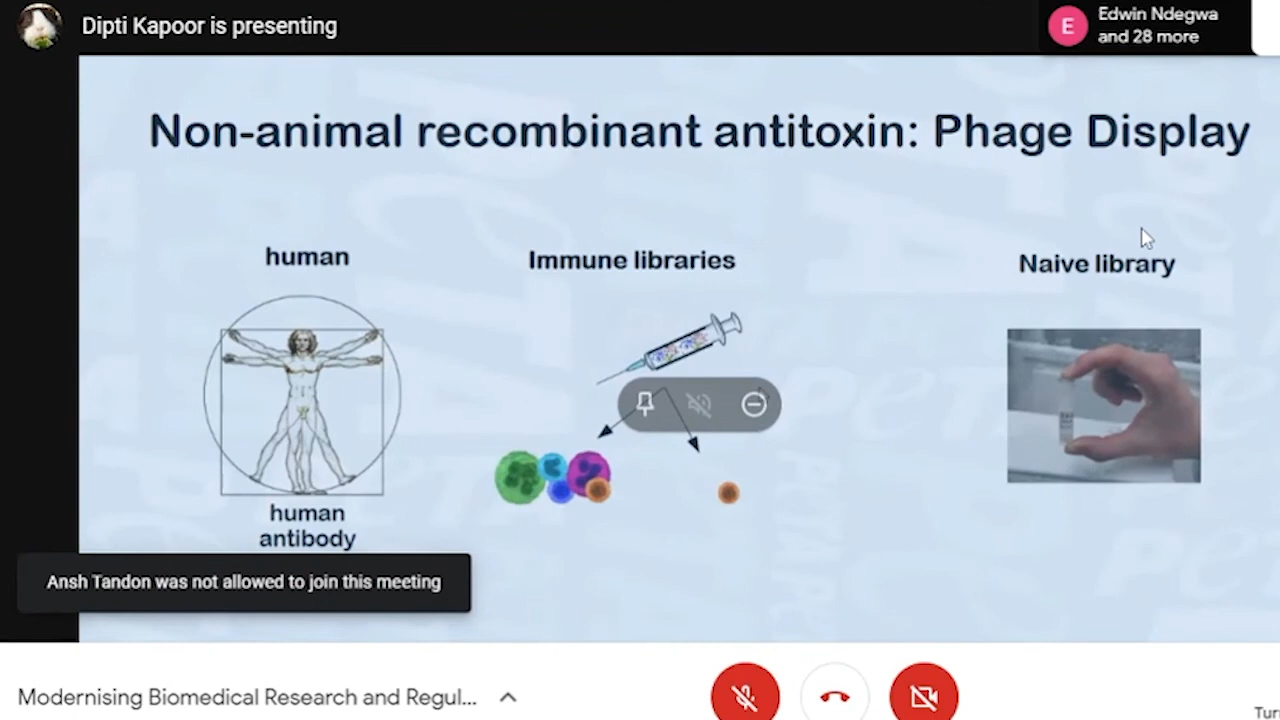 Dipti Kapoor is presenting
E
Edwin Ndegwa
and 28 more
Non-animal recombinant antitoxin: Phage Display
human
Immune libraries
Naive library
human
antibody
Ansh Tandon was not allowed to join this meeting
Modernising Biomedical Research and Regul...